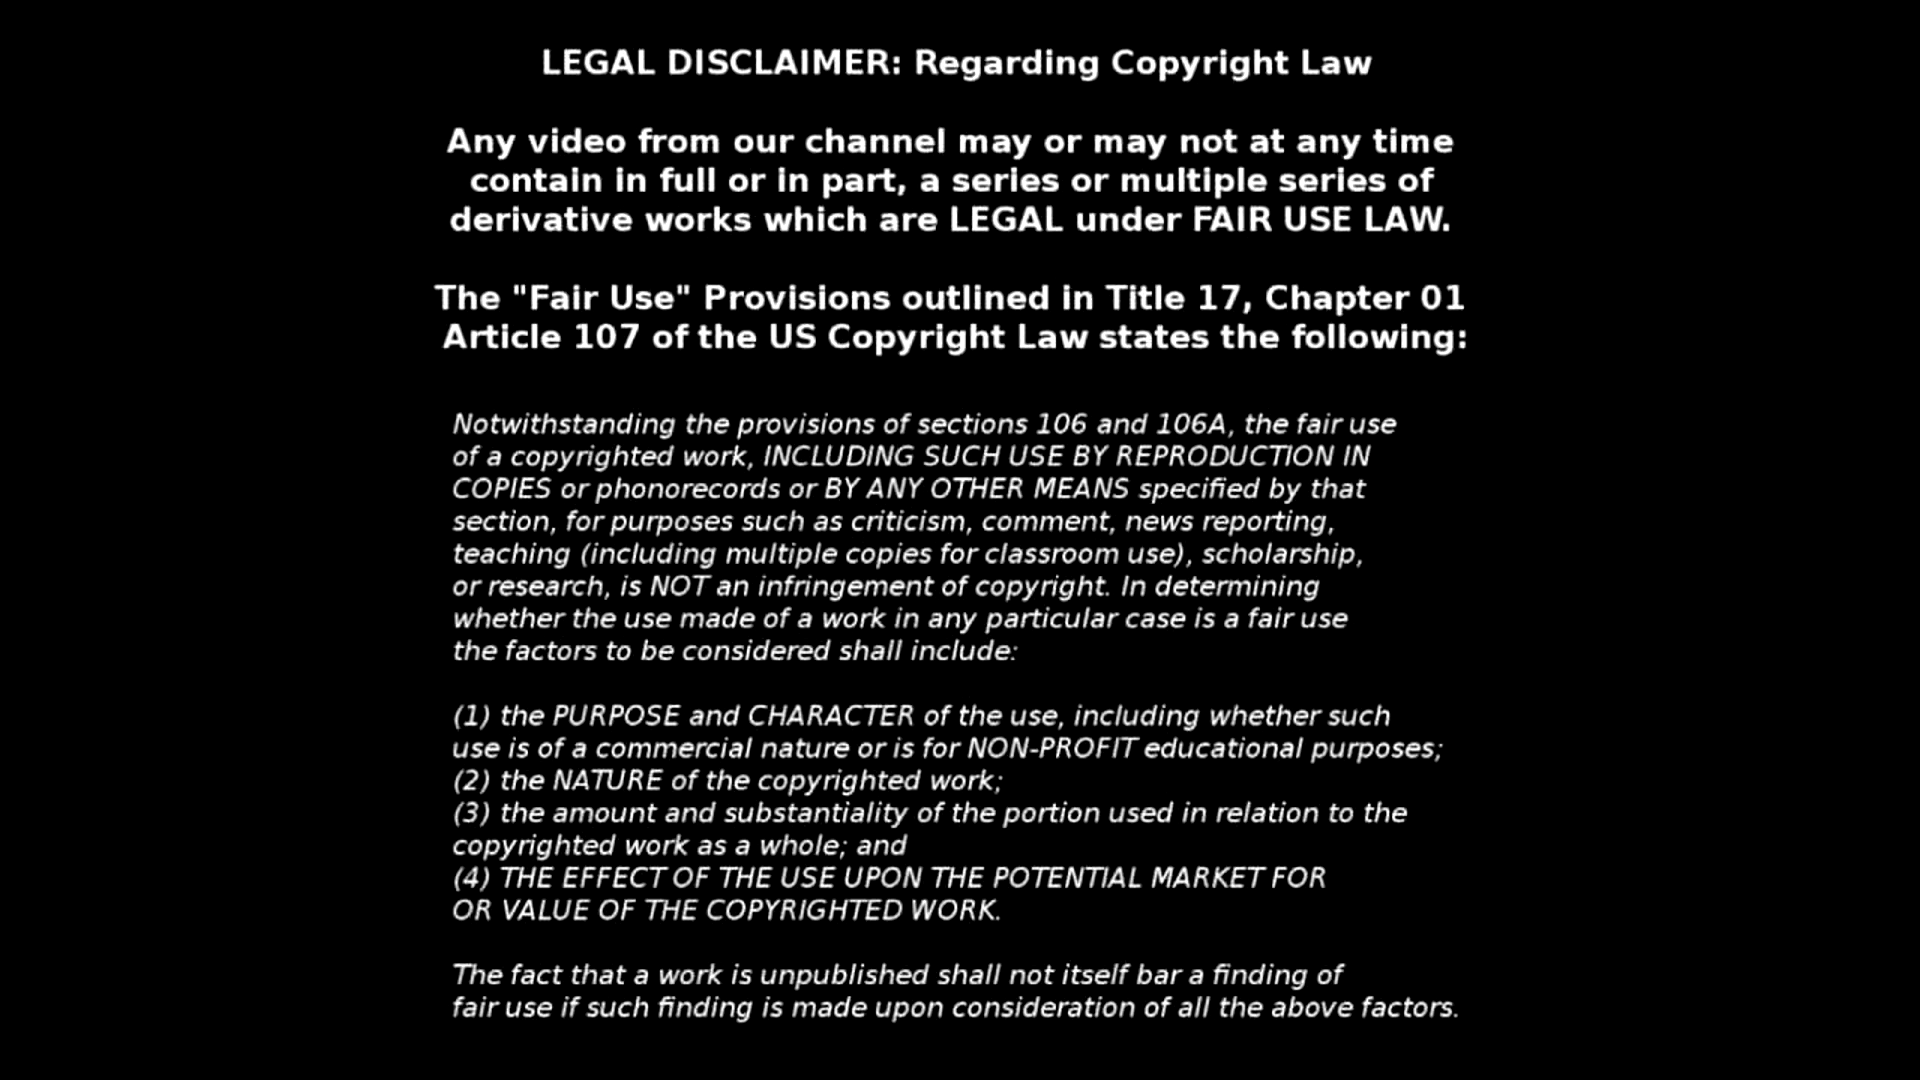 LEGAL DISCLAIMER: Regarding Copyright Law
Any video from our channel may or may not at any time
contain in full or in part, a series or multiple series of
derivative works which are LEGAL under FAIR USE LAW.
The "Fair Use" Provisions outlined in Title 17, Chapter 01
Article 107 of the US Copyright Law states the following:
Notwithstanding the provisions of sections 106 and 106A, the fair use
of a copyrighted work, INCLUDING SUCH USE BY REPRODUCTION IN
COPIES or phonorecords or BY ANY OTHER MEANS specified by that
section, for purposes such as criticism, comment, news reporting,
teaching (including multiple copies for classroom use), scholarship,
or research, is NOT an infringement of copyright. In determining
whether the use made of a work in any particular case is a fair use
the factors to be considered shall include:
(1) the PURPOSE and CHARACTER of the use, including whether such
use is of a commercial nature or is for NON-PROFIT educational purposes;
(2) the NATURE of the copyrighted work;
(3) the amount and substantiality of the portion used in relation to the
copyrighted work as a whole; and
(4) THE EFFECT OF THE USE UPON THE POTENTIAL MARKET FOR
OR VALUE OF THE COPYRIGHTED WORK.
The fact that a work is unpublished shall not itself bar a finding of
fair use if such finding is made upon consideration of all the above factors.